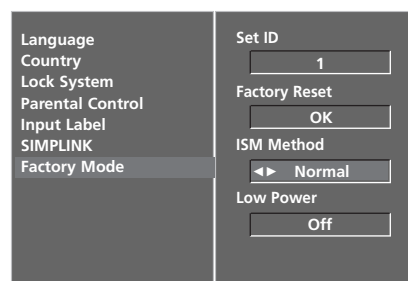 Language
Country
Lock System
Parental Control
Input Label
SIMPLINK
Factory Mode
Set ID
1
Factory Reset
OK
ISM Method
◄► Normal
Low Power
Off